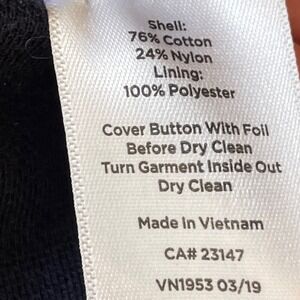 Shell:
76% Cotton
24% Nylon
Lining:
100% Polyester
Cover Button With Foil
Before Dry Clean
Turn Garment Inside Out
Dry Clean
Made in Vietnam
CA# 23147
VN1953 03/19